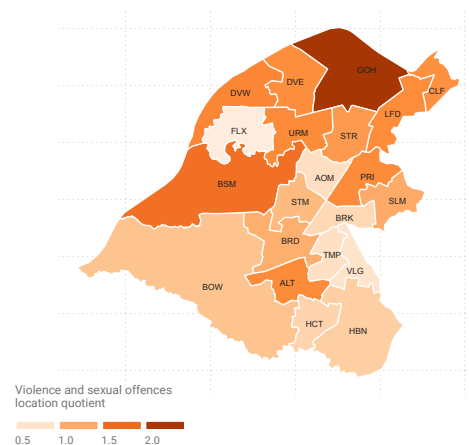 GOH
DVE
CLF
DVW
LFD
FLX
URM
STR
AOM
PRI
BSM
STM
SLM
BRK
BRD
TMP
VLG
BOW
ALT
HCT
HBN
Violence and sexual offences
location quotient
0.5 1.0 1.5 2.0